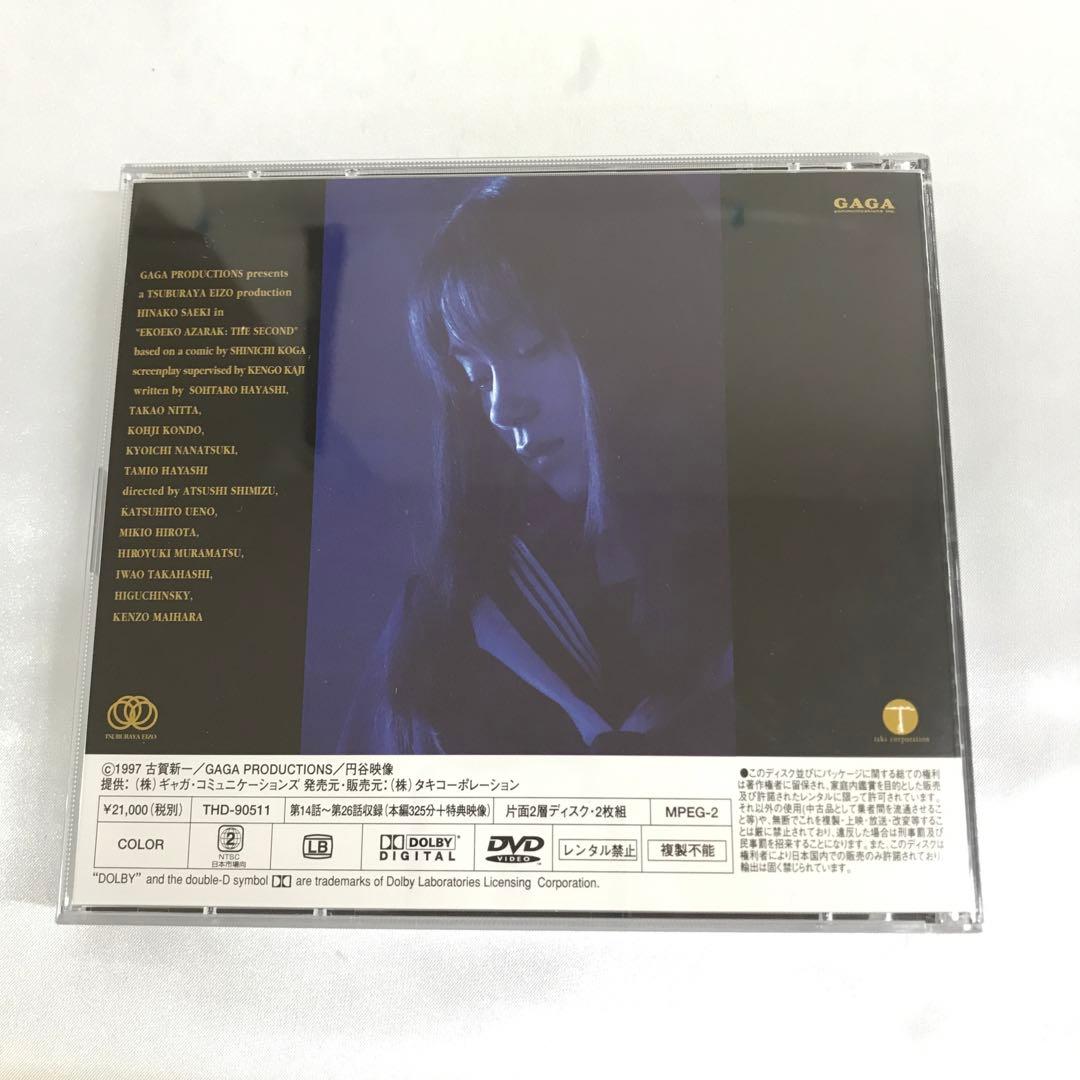 GAGA
communications inc.
GAGA PRODUCTIONS presents
a TSUBURAYA EIZO production
HINAKO SAEKI in
"EKOEKO AZARAK: THE SECOND"
based on a comic by SHINICHI KOGA
screenplay supervised by KENGO KAJI
written by SOHTARO HAYASHI,
TAKAO NITTA,
KOHJI KONDO,
KYOICHI NANATSUKI,
TAMIO HAYASHI
directed by ATSUSHI SHIMIZU,
KATSUHITO UENO,
MIKIO HIROTA,
HIROYUKI MURAMATSU,
IWAO TAKAHASHI,
HIGUCHINSKY,
KENZO MAIHARA
TSUBURAYA EIZO
T
taki corporation
©1997 古賀新一／GAGA PRODUCTIONS／円谷映像
提供：（株）ギャガ・コミュニケーションズ 発売元・販売元：（株）タキコーポレーション
¥21,000（税別） THD-90511 第14話〜第26話収録（本編325分＋特典映像） 片面2層ディスク・2枚組 MPEG-2
COLOR 2 NTSC 日本市場向 LB DOLBY DIGITAL DVD VIDEO レンタル禁止 複製不能
"DOLBY" and the double-D symbol are trademarks of Dolby Laboratories Licensing Corporation.
●このディスク並びにパッケージに関する総ての権利
は著作権者に留保され、家庭内鑑賞を目的とした販売
及び許諾されたレンタルに限って許可されています。
それ以外の使用（中古品として業者間を流通させるこ
と等）や、無断でこれを複製・上映・放送・改変等するこ
とは厳に禁止されており、違反した場合は刑事罰及び
民事罰を招来することになります。また、このディスクは
権利者により日本国内での販売のみ許諾されており
輸出は固く禁じられています。